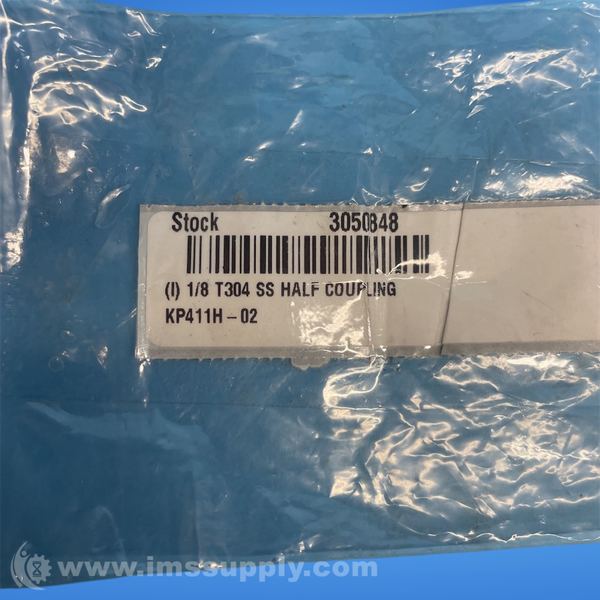 Stock 3050848
(I) 1/8 T304 SS HALF COUPLING
KP411H-02
www.imssupply.com